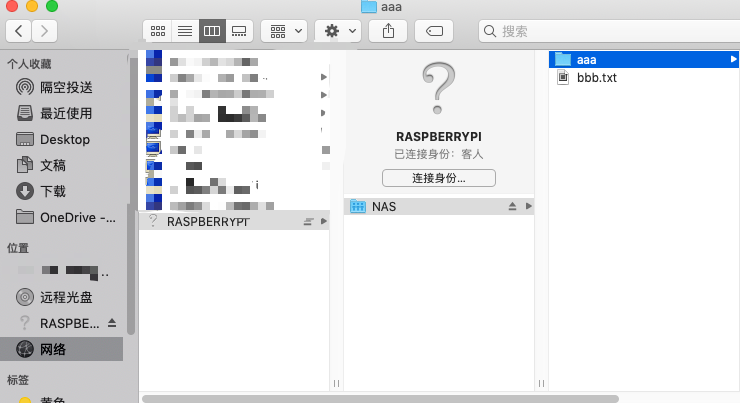 aaa
搜索
个人收藏
隔空投送
最近使用
Desktop
文稿
下载
OneDrive -...
位置
..
远程光盘
RASPBE...
网络
标签
黄色
RASPBERRYPI
RASPBERRYPI
已连接身份：客人
连接身份...
NAS
aaa
bbb.txt